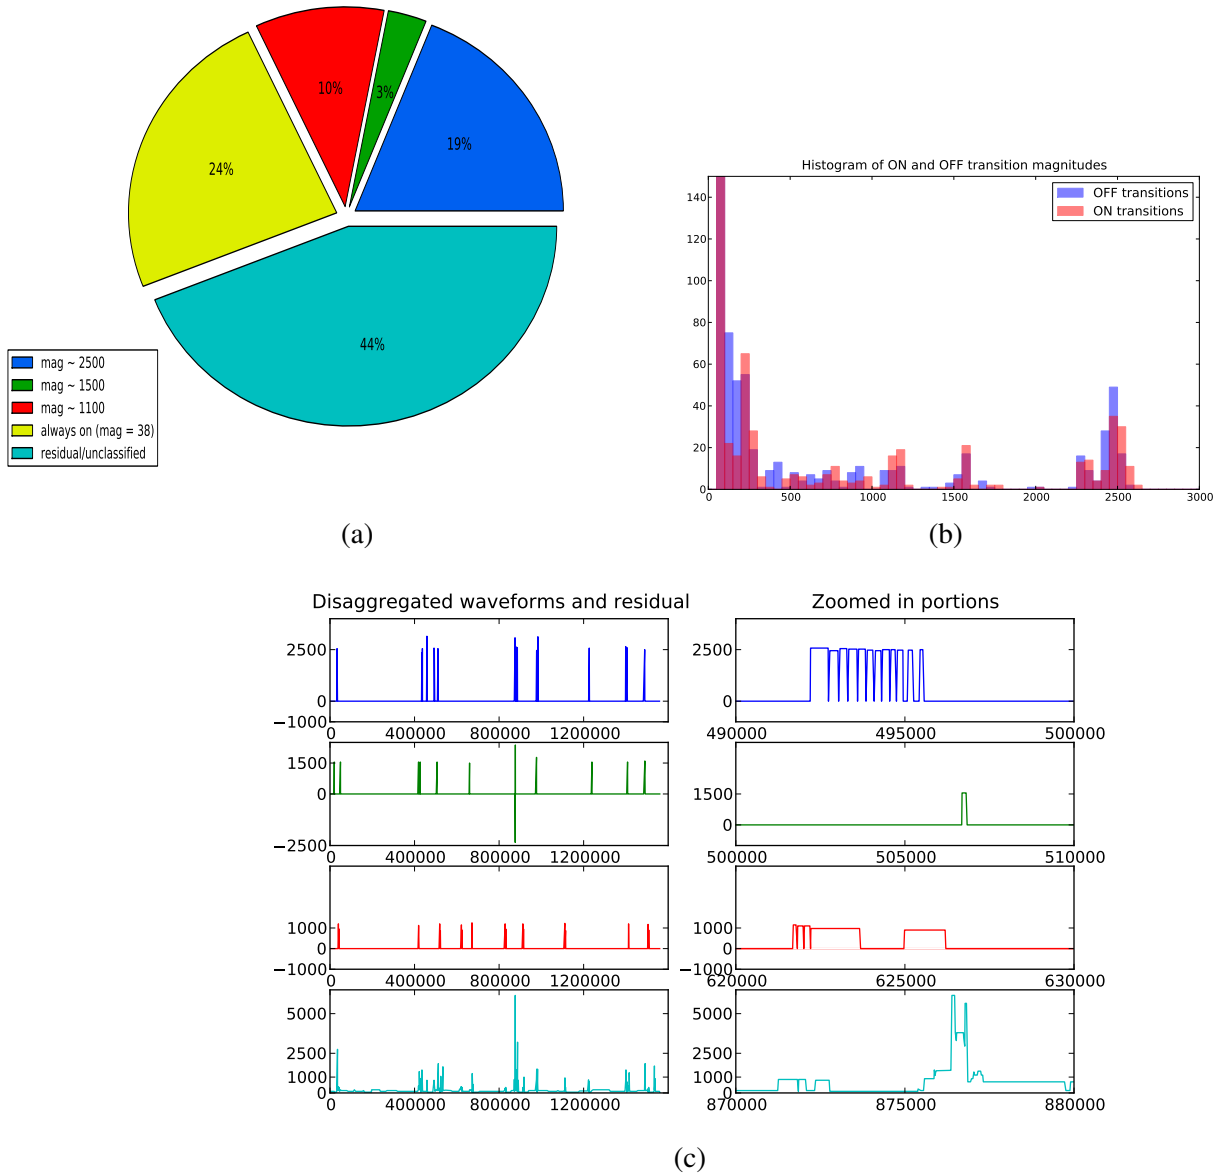 10%
3%
19%
24%
44%
mag ~ 2500
mag ~ 1500
mag ~ 1100
always on (mag = 38)
residual/unclassified
(a)
Histogram of ON and OFF transition magnitudes
OFF transitions
ON transitions
140
120
100
80
60
40
20
0
0 500 1000 1500 2000 2500 3000
(b)
Disaggregated waveforms and residual
2500
0
−1000
0 400000 800000 1200000
1500
0
−2500
0 400000 800000 1200000
1000
0
−1000
0 400000 800000 1200000
5000
2500
1000
0
0 400000 800000 1200000
Zoomed in portions
2500
0
−1000
490000 495000 500000
1500
0
−2500
500000 505000 510000
1000
0
−1000
620000 625000 630000
5000
2500
1000
0
870000 875000 880000
(c)